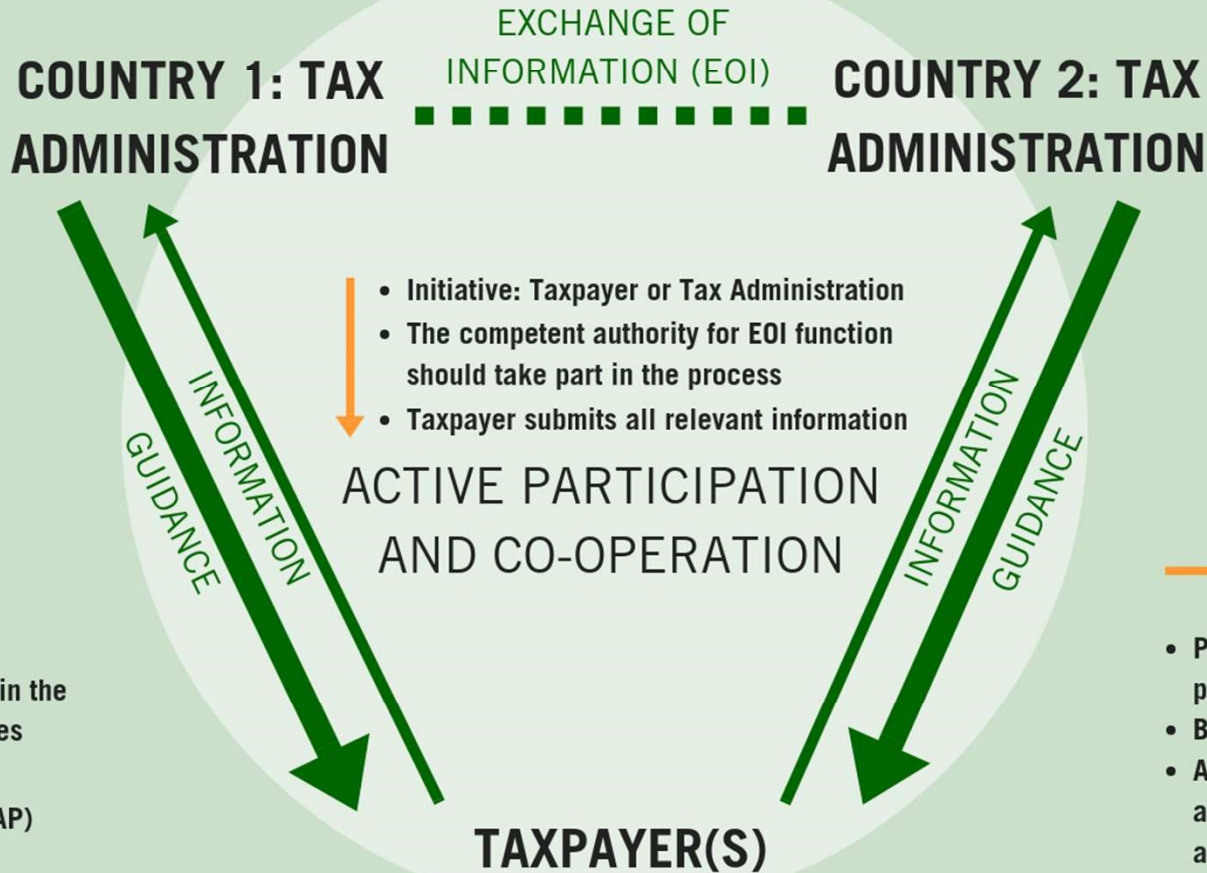 EXCHANGE OF
INFORMATION (EOI)
COUNTRY 1: TAX
ADMINISTRATION
COUNTRY 2: TAX
ADMINISTRATION
• Initiative: Taxpayer or Tax Administration
• The competent authority for EOI function
should take part in the process
• Taxpayer submits all relevant information
GUIDANCE
INFORMATION
ACTIVE PARTICIPATION
AND CO-OPERATION
INFORMATION
GUIDANCE
in the
TAXPAYER(S)